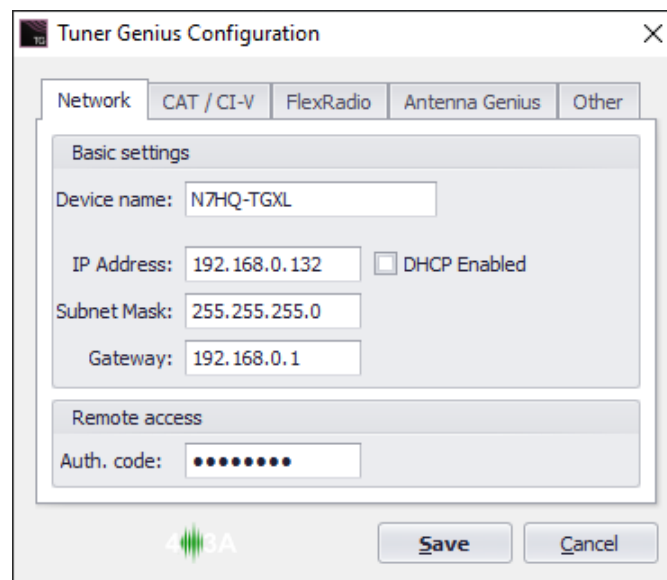 TG Tuner Genius Configuration
Network CAT / CI-V FlexRadio Antenna Genius Other
Basic settings
Device name: N7HQ-TGXL
IP Address: 192.168.0.132 DHCP Enabled
Subnet Mask: 255.255.255.0
Gateway: 192.168.0.1
Remote access
Auth. code: ●●●●●●●●
Save Cancel